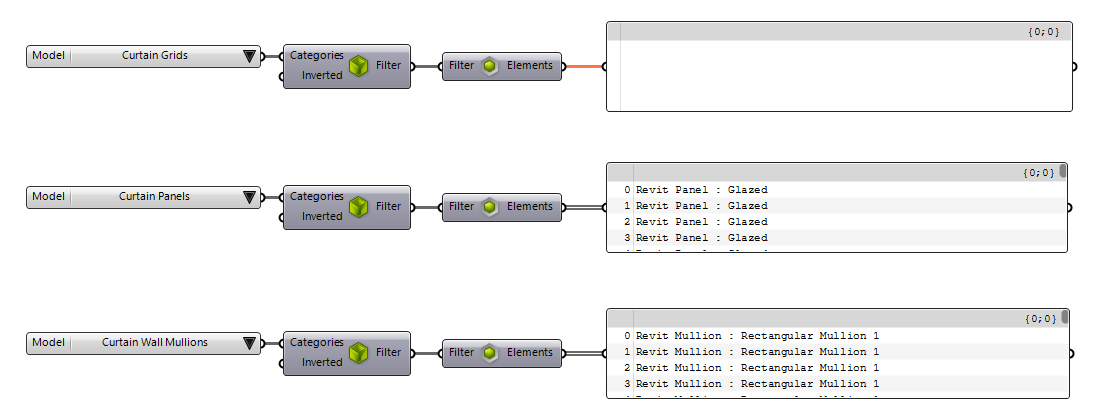 {0;0}
Model Curtain Grids Categories Inverted Filter Filter Elements
{0;0}
Model Curtain Panels Categories Inverted Filter Filter Elements
0 Revit Panel : Glazed
1 Revit Panel : Glazed
2 Revit Panel : Glazed
3 Revit Panel : Glazed
{0;0}
Model Curtain Wall Mullions Categories Inverted Filter Filter Elements
0 Revit Mullion : Rectangular Mullion 1
1 Revit Mullion : Rectangular Mullion 1
2 Revit Mullion : Rectangular Mullion 1
3 Revit Mullion : Rectangular Mullion 1